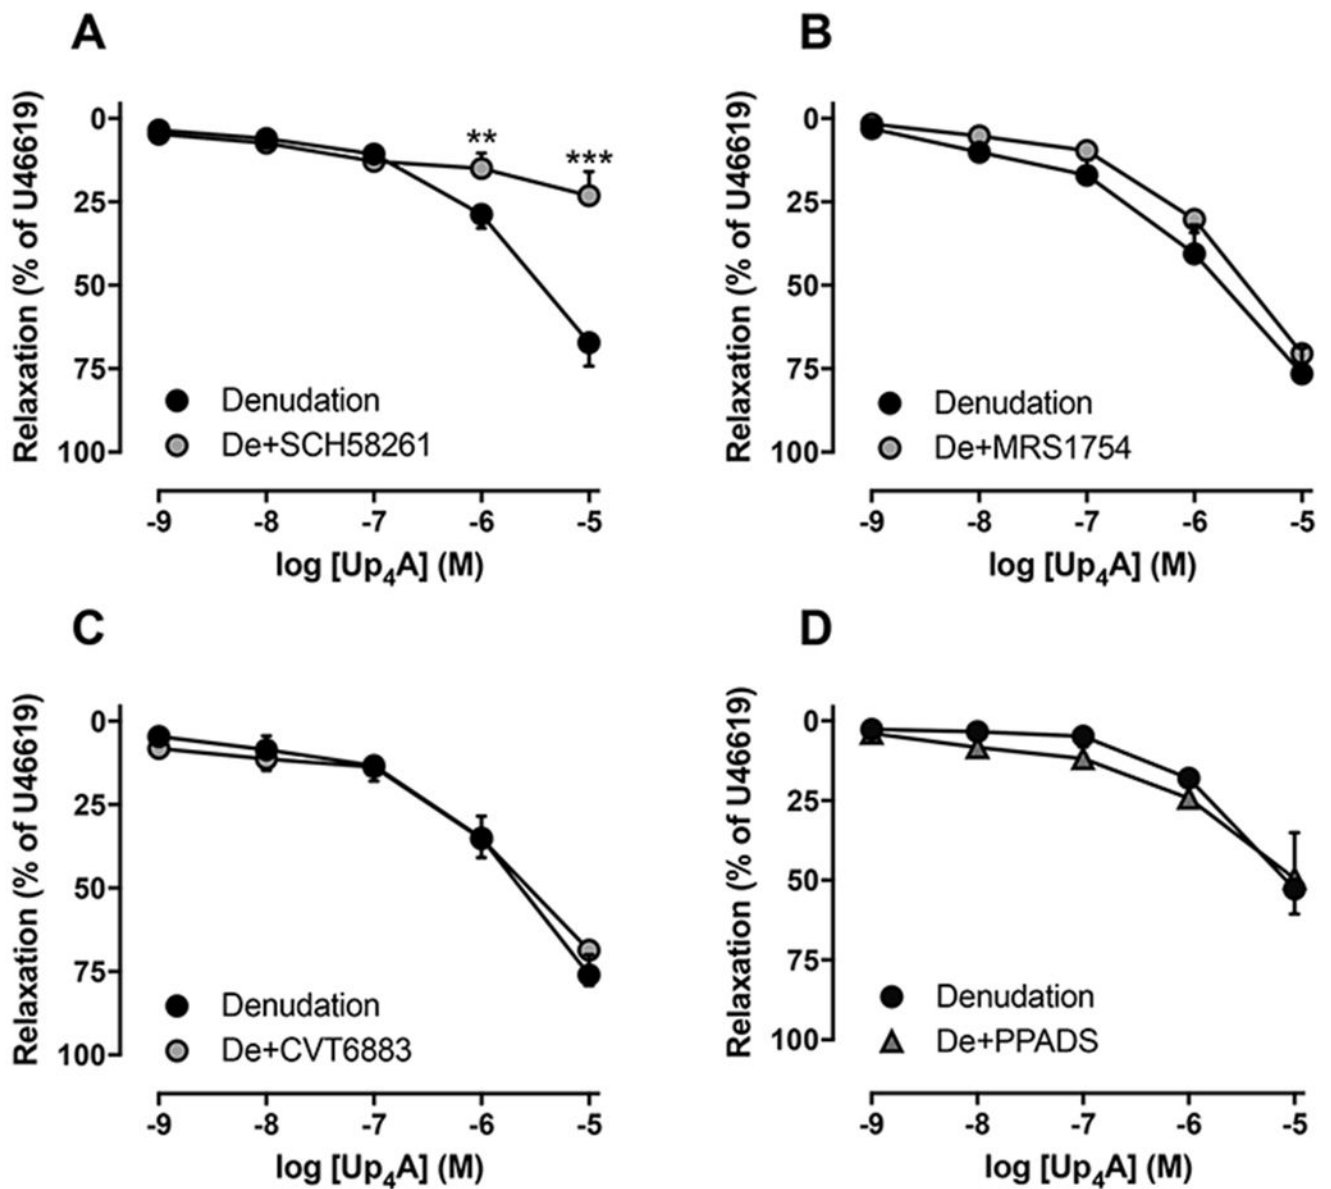 A
Relaxation (% of U46619)
0
25
50
75
100
**
***
Denudation
De+SCH58261
-9 -8 -7 -6 -5
log [Up₄A] (M)
B
Relaxation (% of U46619)
0
25
50
75
100
Denudation
De+MRS1754
-9 -8 -7 -6 -5
log [Up₄A] (M)
C
Relaxation (% of U46619)
0
25
50
75
100
Denudation
De+CVT6883
-9 -8 -7 -6 -5
log [Up₄A] (M)
D
Relaxation (% of U46619)
0
25
50
75
100
Denudation
De+PPADS
-9 -8 -7 -6 -5
log [Up₄A] (M)